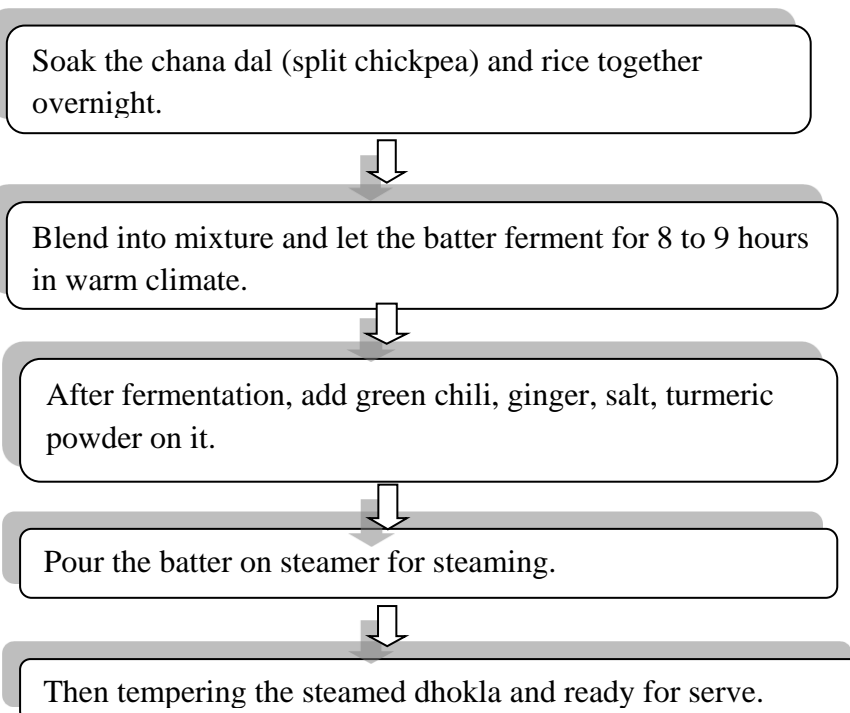 Soak the chana dal (split chickpea) and rice together
overnight.
Blend into mixture and let the batter ferment for 8 to 9 hours
in warm climate.
After fermentation, add green chili, ginger, salt, turmeric
powder on it.
Pour the batter on steamer for steaming.
Then tempering the steamed dhokla and ready for serve.